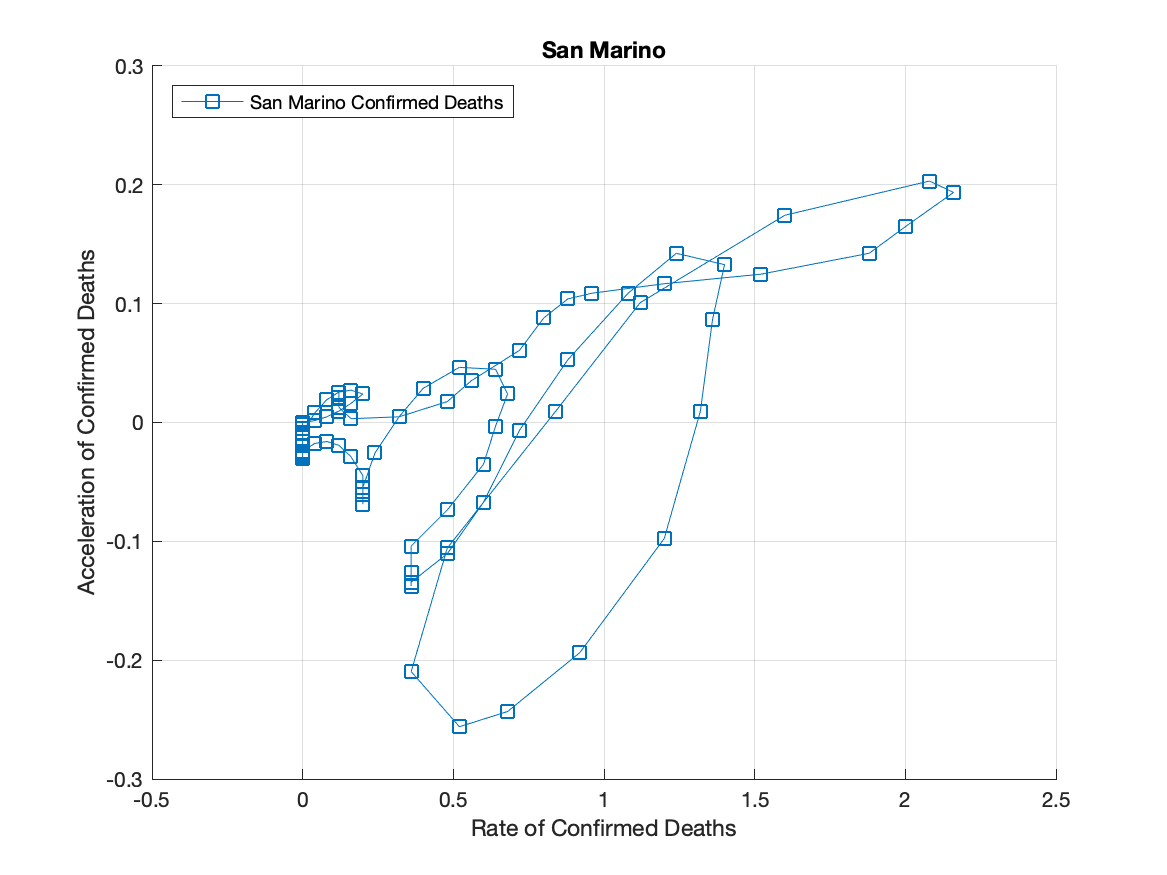 San Marino
0.3
San Marino Confirmed Deaths
0.2
0.1
0
-0.1
-0.2
-0.3
Acceleration of Confirmed Deaths
-0.5 0 0.5 1 1.5 2 2.5
Rate of Confirmed Deaths